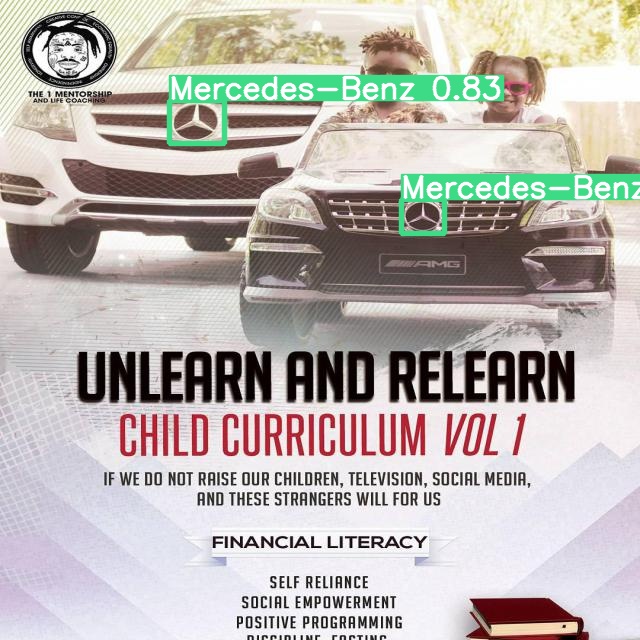 THE 1 MENTORSHIP
AND LIFE COACHING
Mercedes-Benz 0.83
Mercedes-Benz
AMG
UNLEARN AND RELEARN
CHILD CURRICULUM VOL 1
IF WE DO NOT RAISE OUR CHILDREN, TELEVISION, SOCIAL MEDIA,
AND THESE STRANGERS WILL FOR US
FINANCIAL LITERACY
SELF RELIANCE
SOCIAL EMPOWERMENT
POSITIVE PROGRAMMING
DISCIPLINE, FASTING